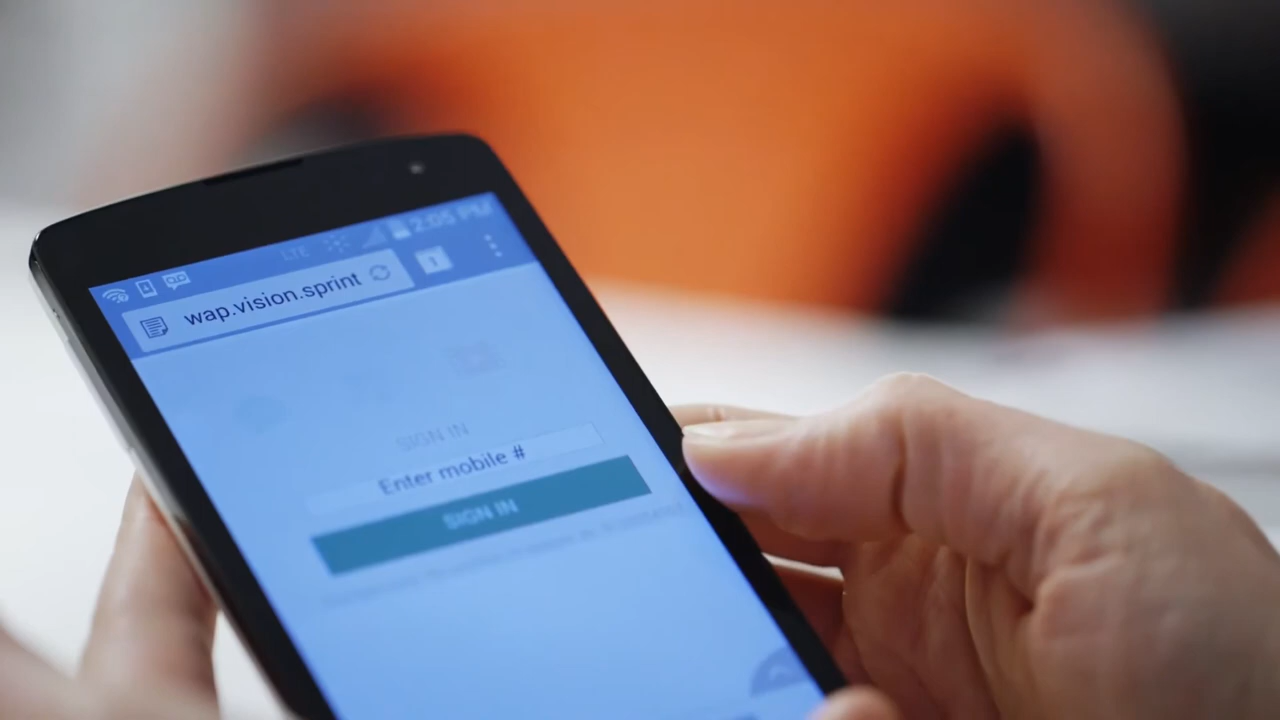 LTE 2:05 PM
wap.vision.sprint 1
SIGN IN
Enter mobile #
SIGN IN